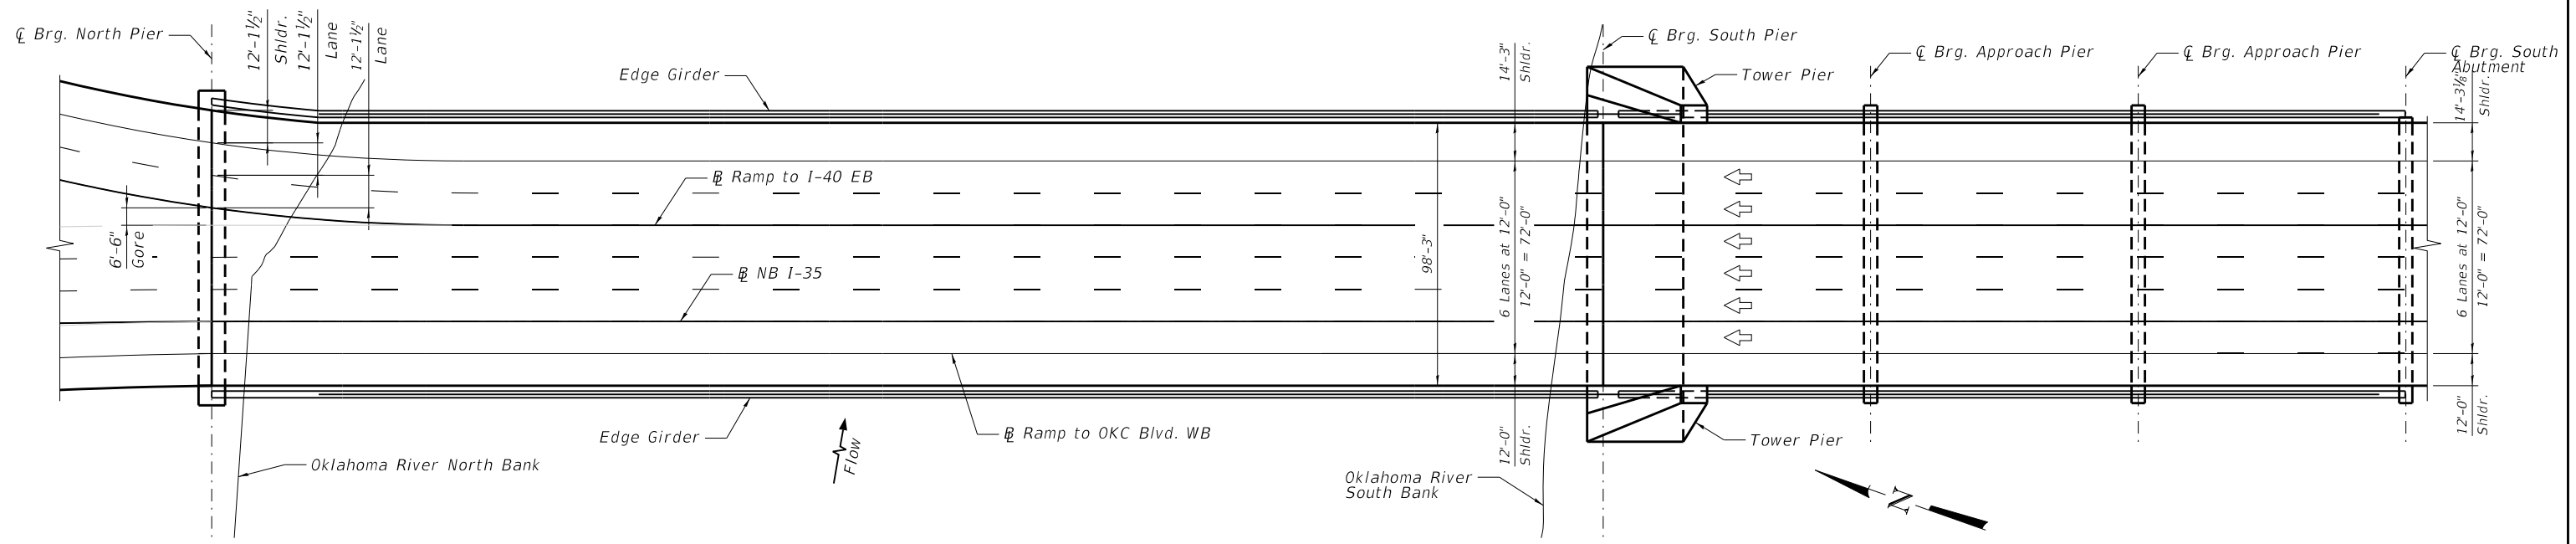 ℄ Brg. North Pier
12'-1½"
Shldr.
12'-1½"
Lane
12'-1½"
Lane
Edge Girder
14'-3"
Shldr.
℄ Brg. South Pier
Tower Pier
℄ Brg. Approach Pier
℄ Brg. Approach Pier
℄ Brg. South
Abutment
14'-3⅛"
Shldr.
6'-6"
Gore
BL Ramp to I-40 EB
BL NB I-35
98'-3"
6 Lanes at 12'-0"
12'-0" = 72'-0"
6 Lanes at 12'-0"
12'-0" = 72'-0"
Edge Girder
Flow
BL Ramp to OKC Blvd. WB
12'-0"
Shldr.
Tower Pier
12'-0"
Shldr.
Oklahoma River North Bank
Oklahoma River
South Bank
N